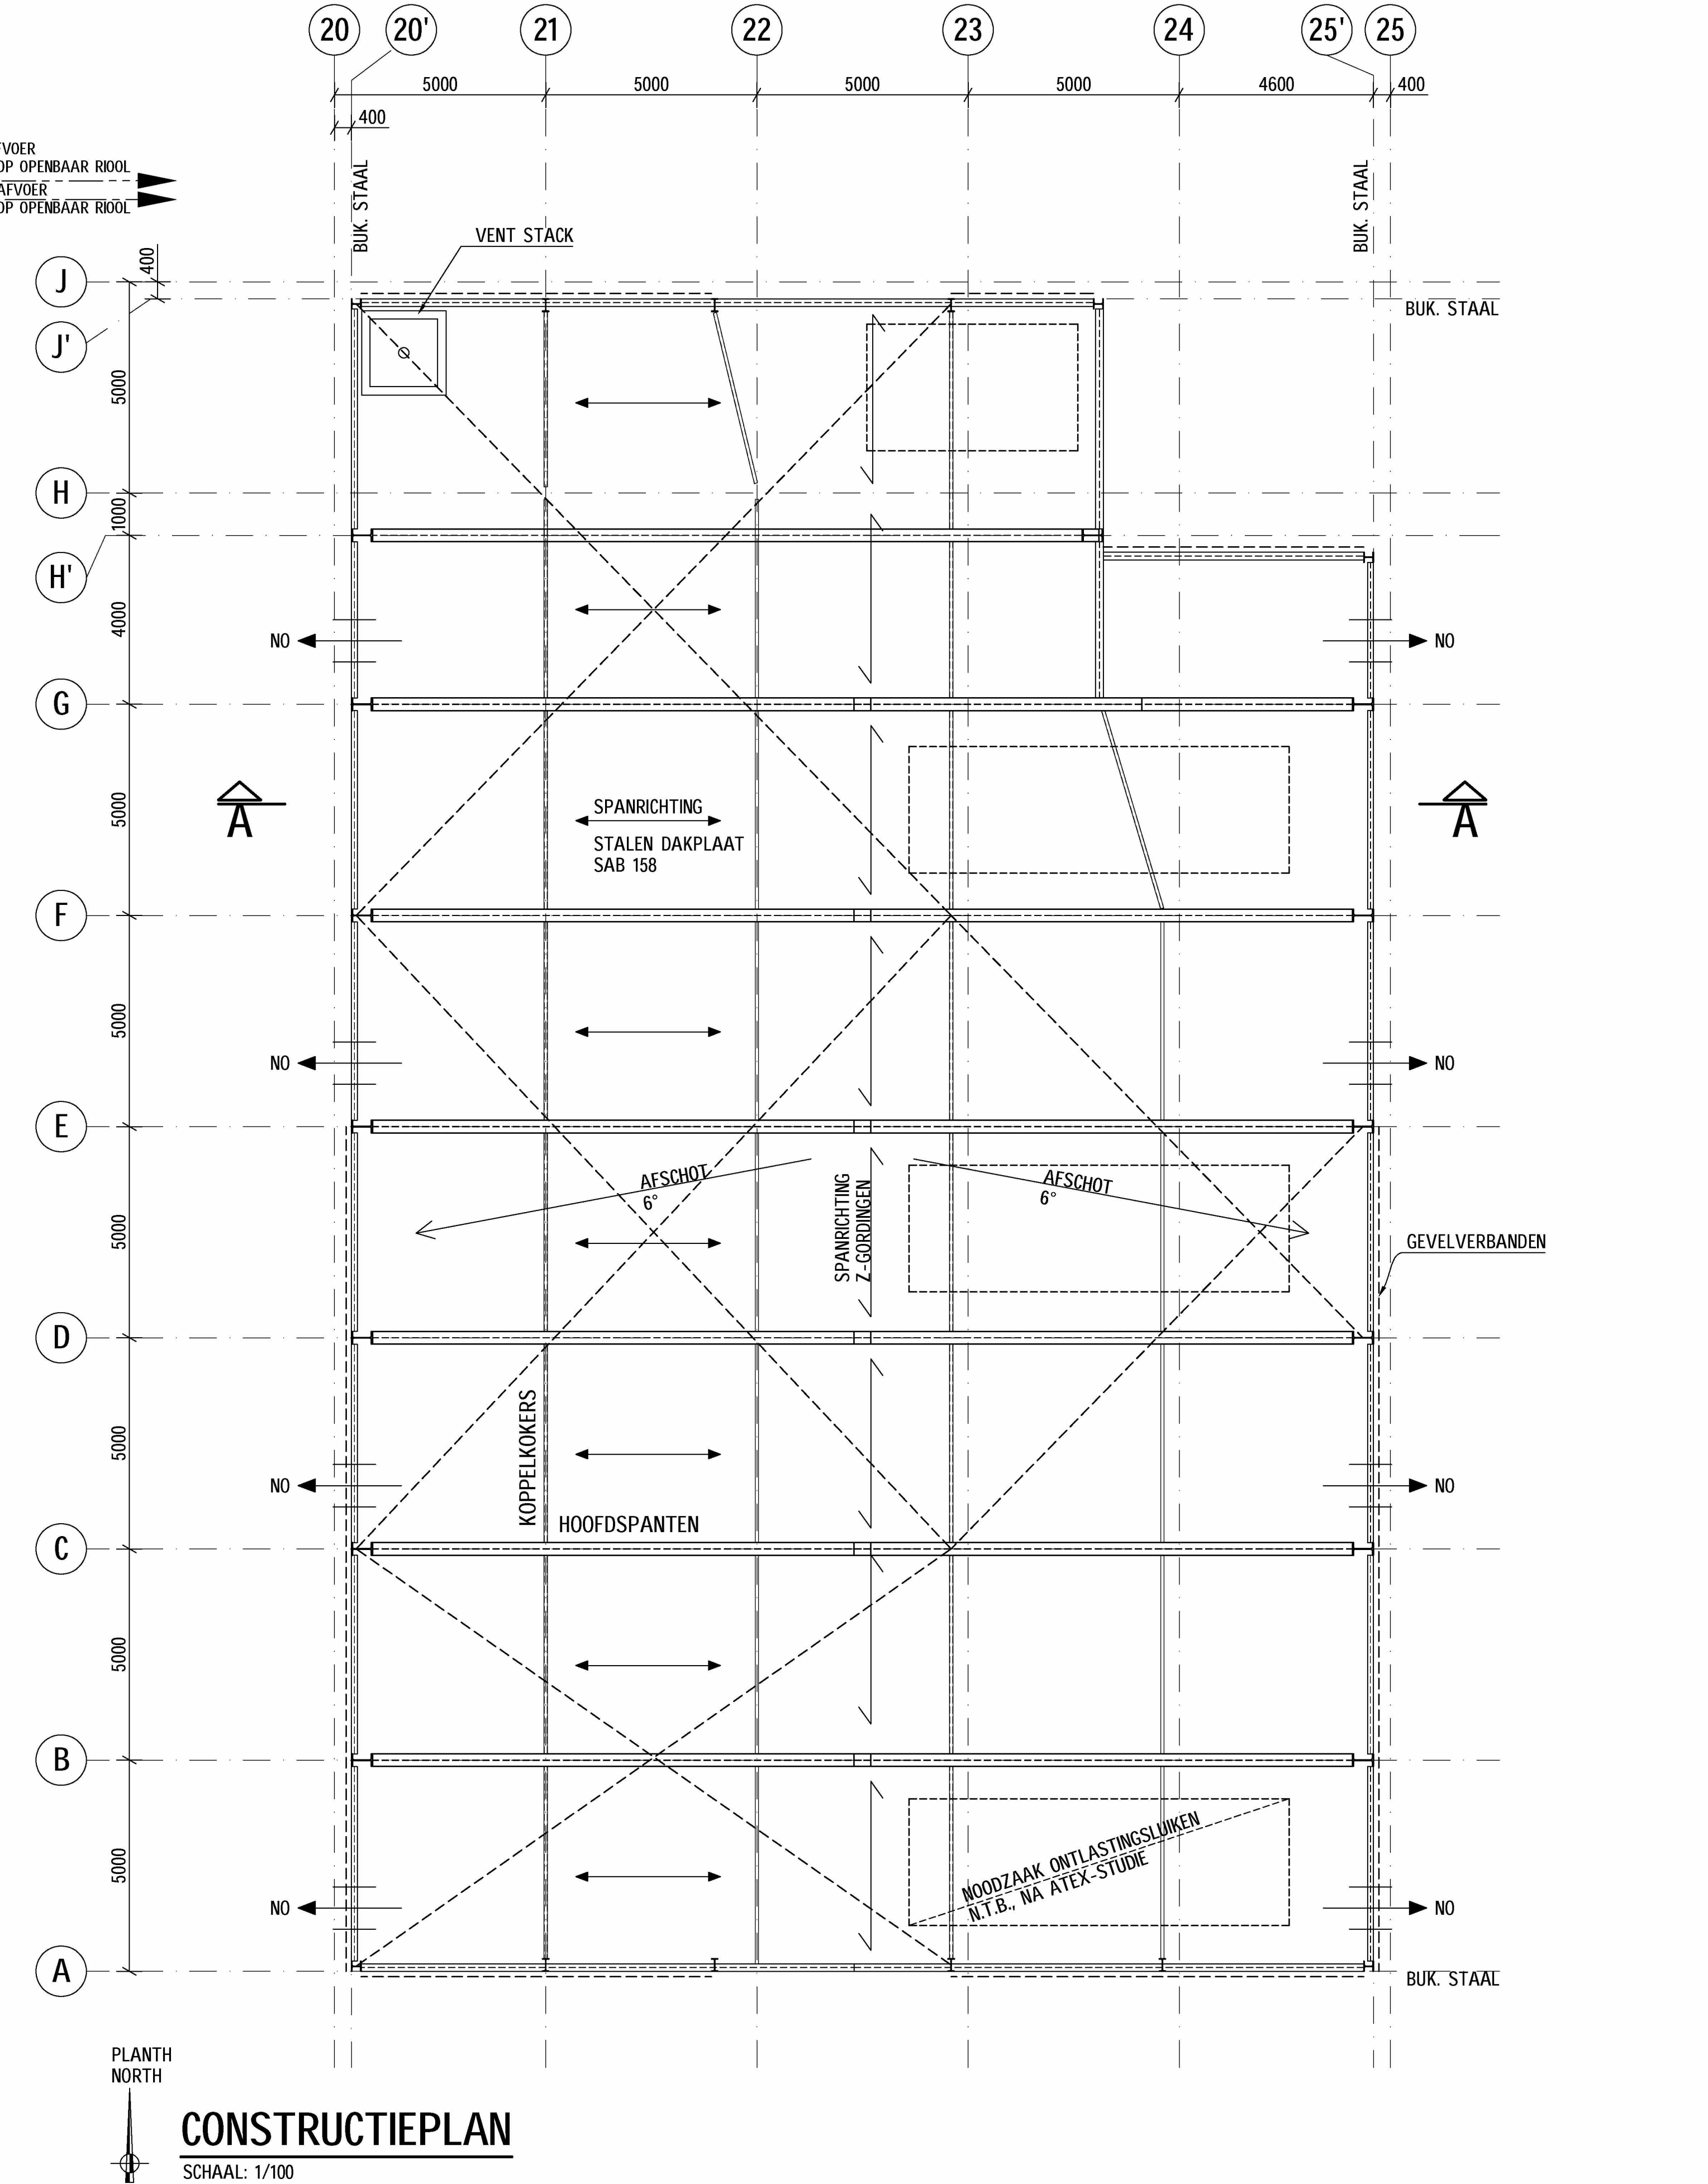 20
20'
21
22
23
24
25'
25
5000
5000
5000
5000
4600
400
400
OP OPENBAAR RIOOL
AFVOER
OP OPENBAAR RIOOL
BUK. STAAL
BUK. STAAL
VENT STACK
400
J
BUK. STAAL
J'
5000
H
1000
H'
4000
NO
NO
G
A
A
5000
SPANRICHTING
STALEN DAKPLAAT
SAB 158
F
5000
NO
NO
E
AFSCHOT
6°
AFSCHOT
6°
5000
SPANRICHTING
Z-GORDINGEN
GEVELVERBANDEN
D
5000
KOPPELKOKERS
NO
NO
HOOFDSPANTEN
C
5000
B
5000
NOODZAAK ONTLASTINGSLUIKEN
N.T.B., NA ATEX-STUDIE
NO
NO
A
BUK. STAAL
PLANTH
NORTH
CONSTRUCTIEPLAN
SCHAAL: 1/100